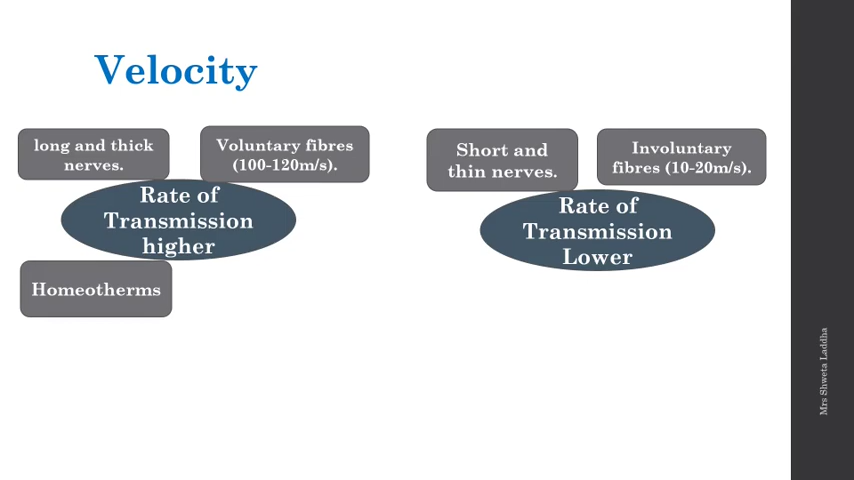 Velocity
long and thick
nerves.
Voluntary fibres
(100-120m/s).
Rate of
Transmission
higher
Homeotherms
Short and
thin nerves.
Involuntary
fibres (10-20m/s).
Rate of
Transmission
Lower
Mrs Shweta Laddha